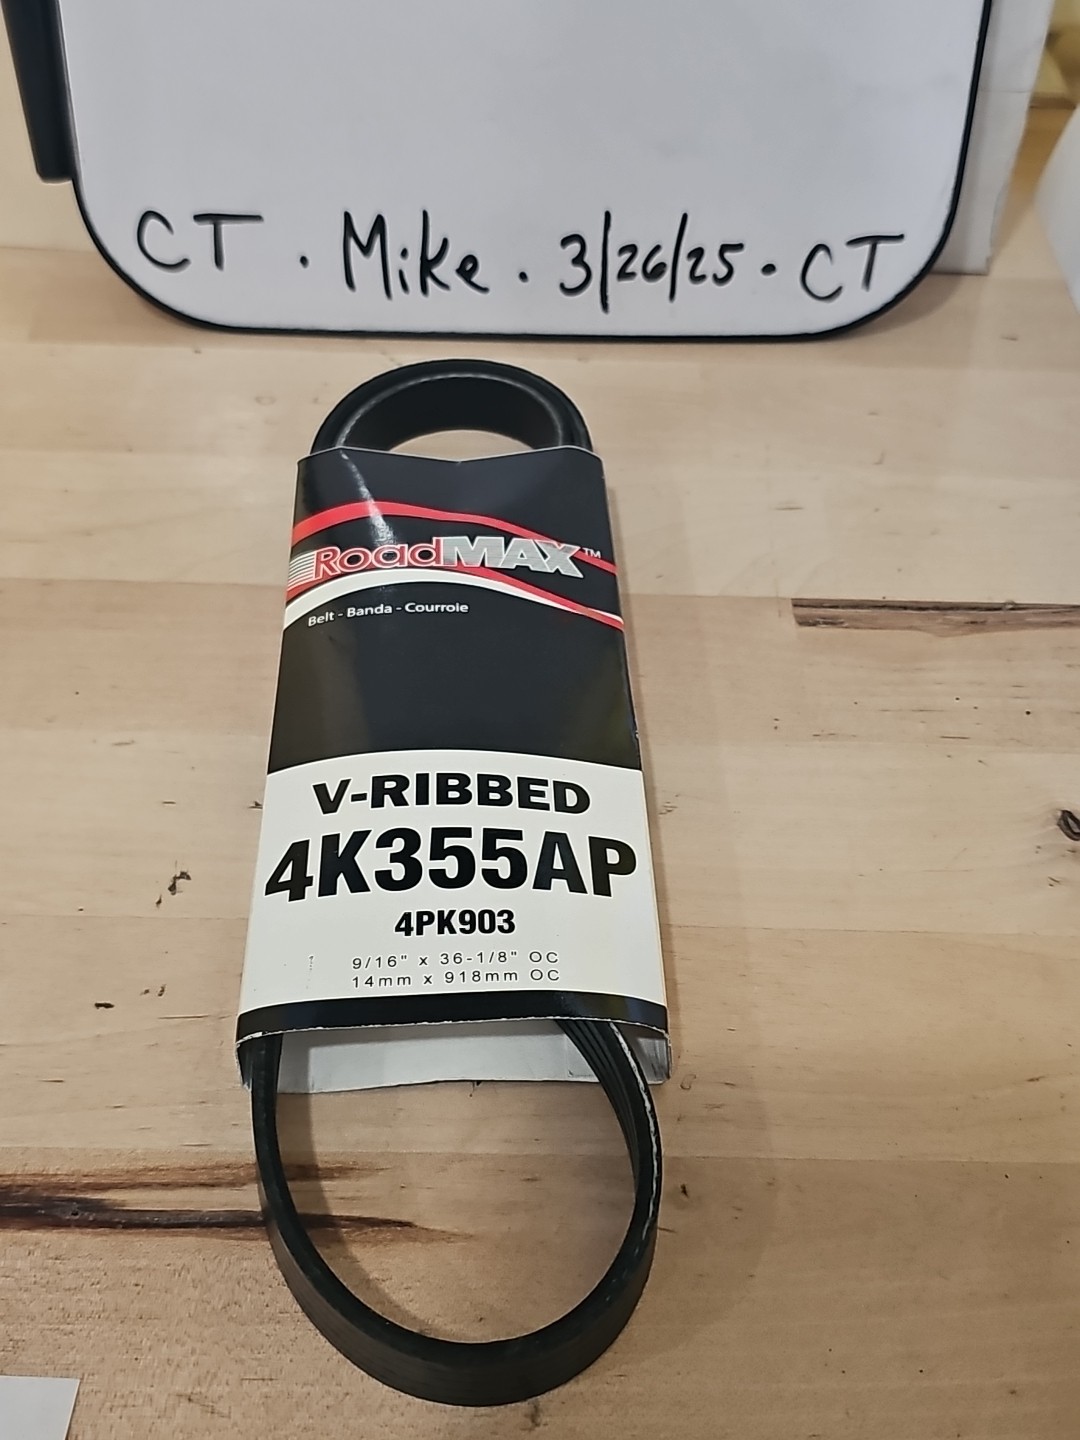 CT . Mike . 3/26/25 . CT
RoadMAX™
Belt - Banda - Courroie
V-RIBBED
4K355AP
4PK903
9/16" x 36-1/8" OC
14mm x 918mm OC